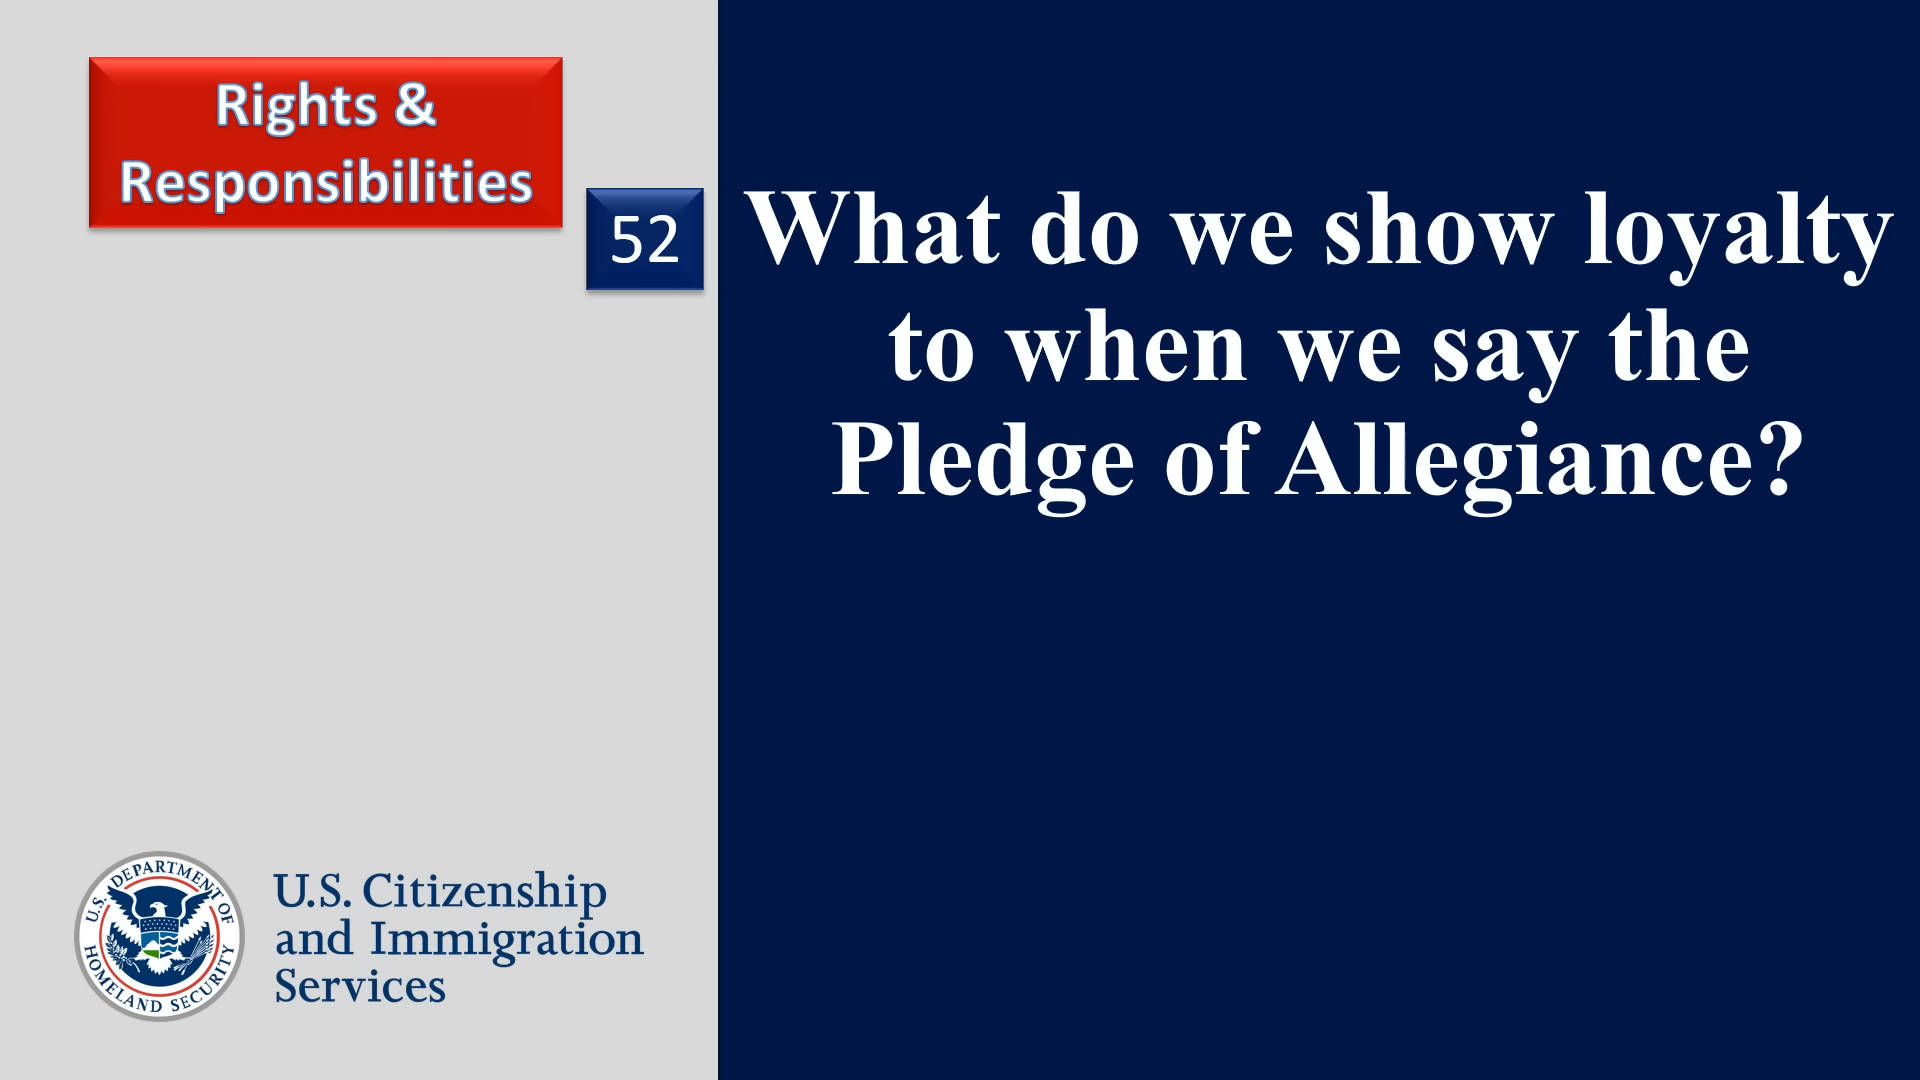 Rights &
Responsibilities
52
What do we show loyalty
to when we say the
Pledge of Allegiance?
U.S. DEPARTMENT OF
HOMELAND SECURITY
U.S. Citizenship
and Immigration
Services